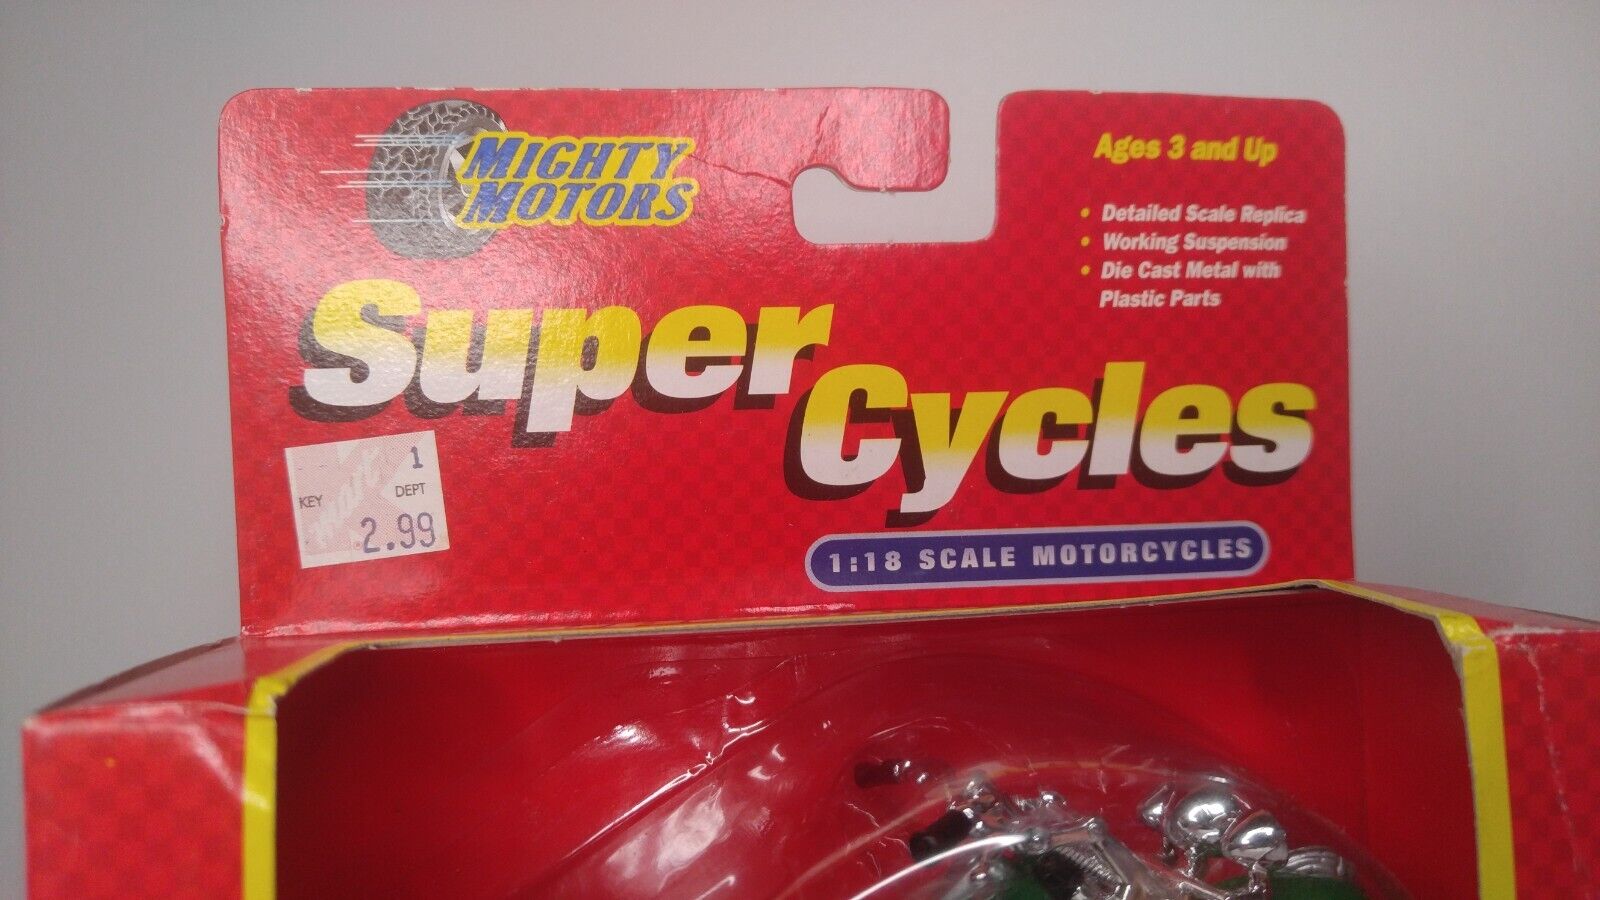 MIGHTY
MOTORS
Super
Cycles
1:18 SCALE MOTORCYCLES
Ages 3 and Up
• Detailed Scale Replica
• Working Suspension
• Die Cast Metal with
Plastic Parts
1
KEY DEPT
2.99